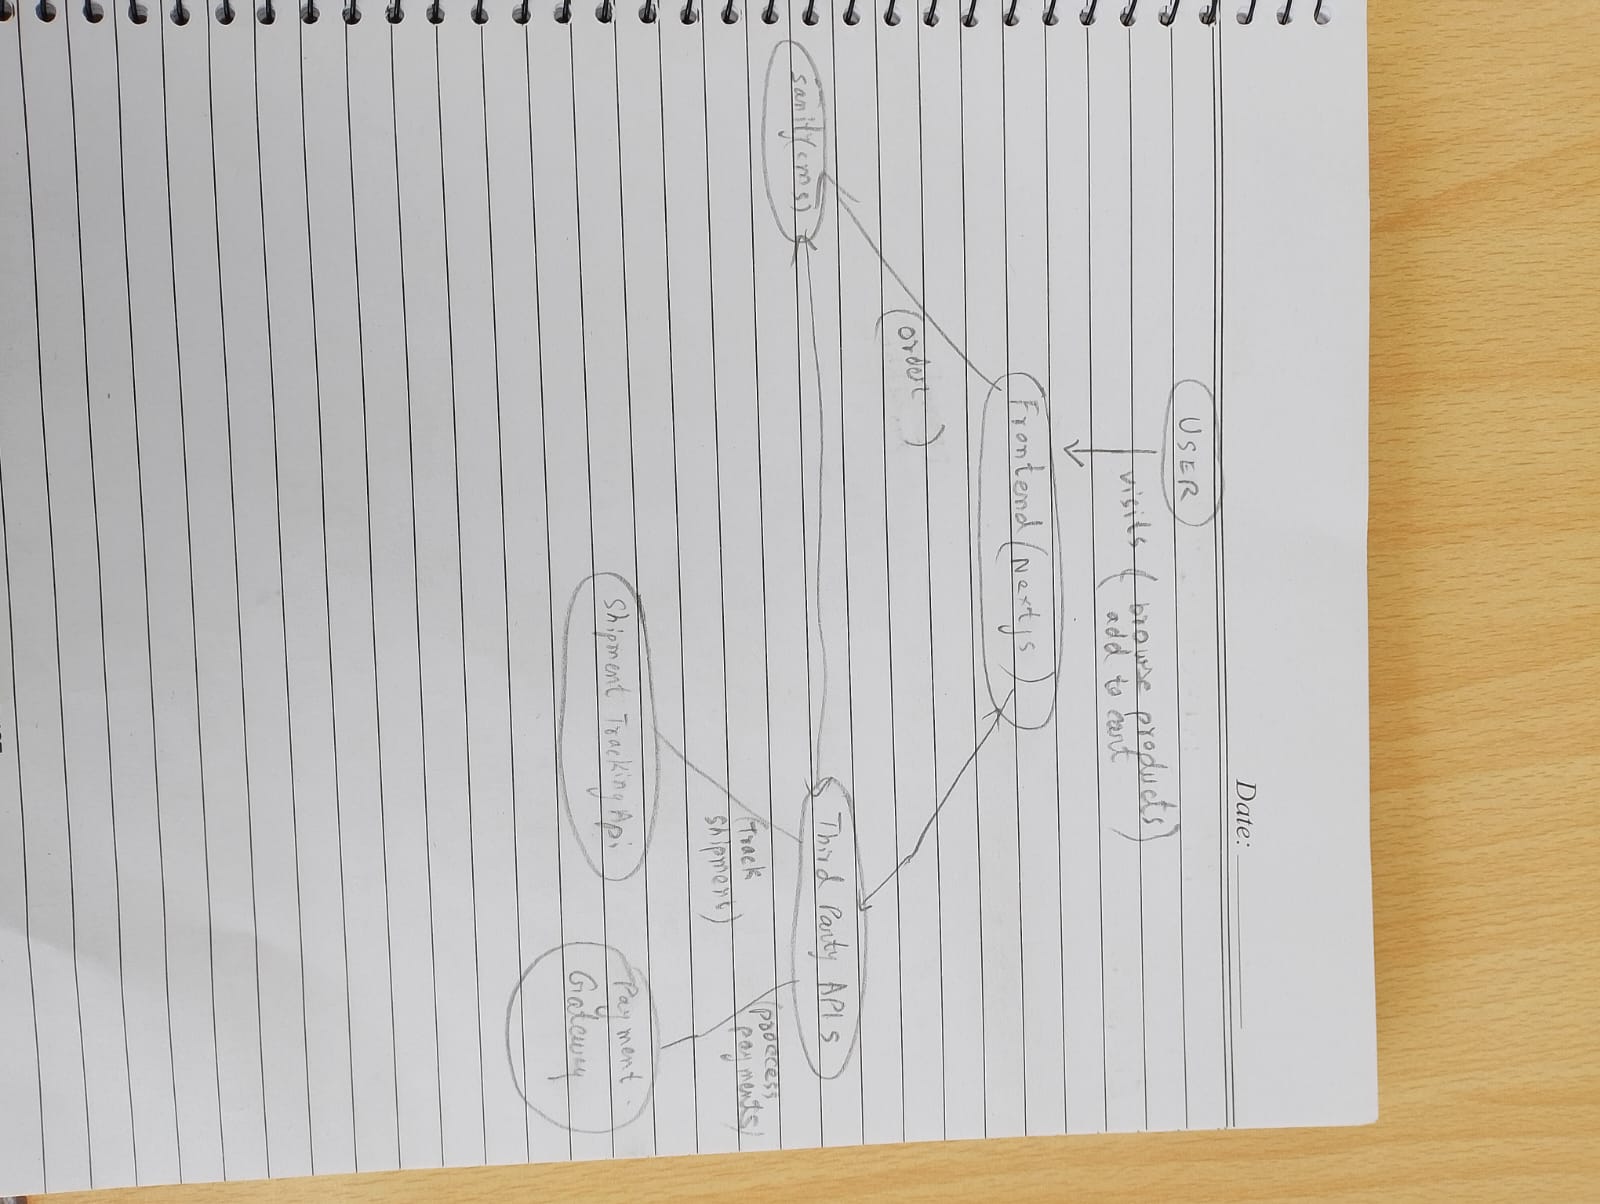 Date:
USER
visits ( browse products)
add to cart
Frontend (Nextjs)
(order )
Third Party APIs
sanity(cms)
(Track
shipment)
(proccess
payments)
Shipment Tracking Api
Payment
Gateway